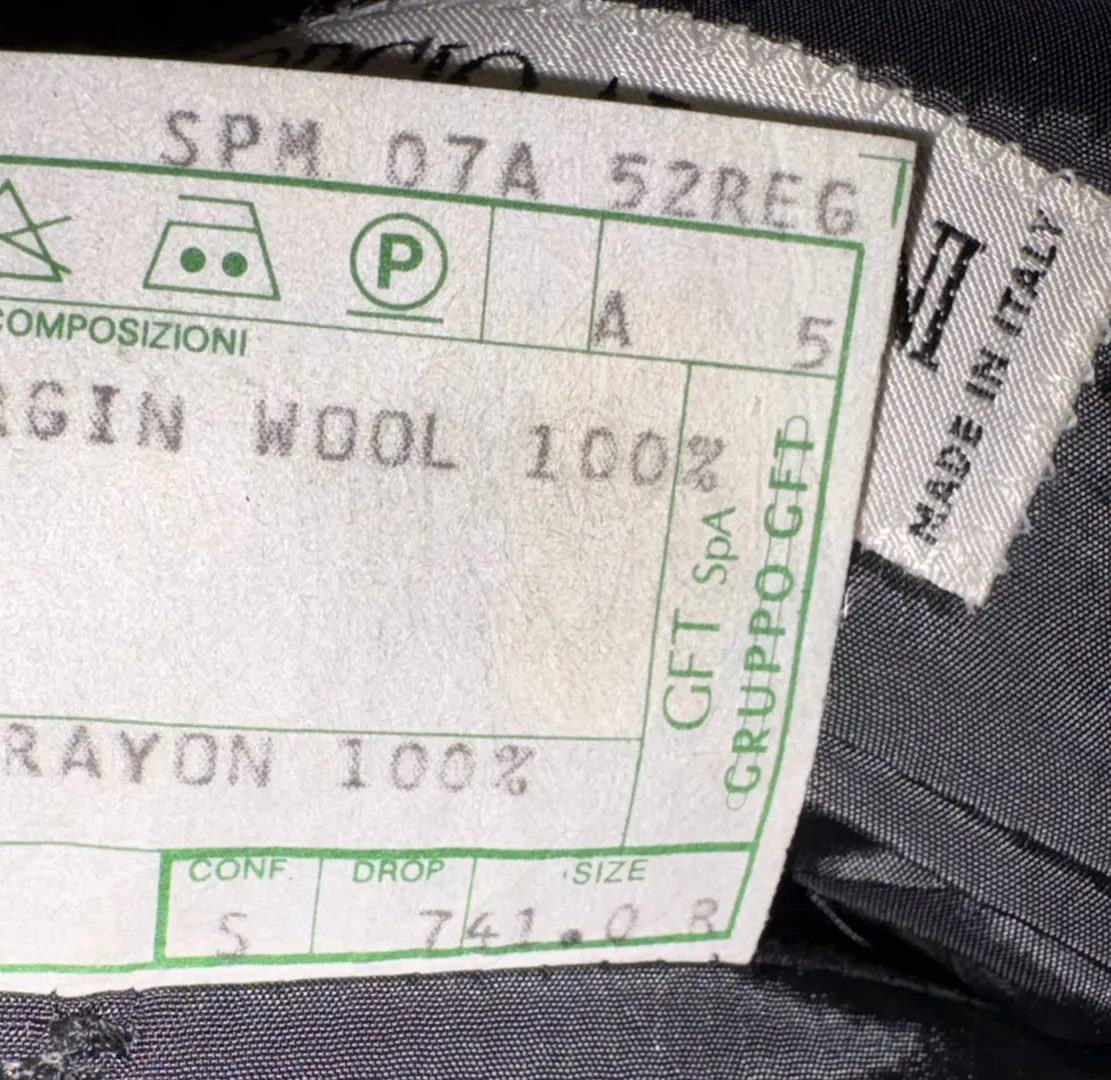 SPM 07A 52REG
P
A 5
COMPOSIZIONI
RGIN WOOL 100%
GFT SpA
GRUPPO GFT
RAYON 100%
CONF. DROP SIZE
S 7 41.0 R
MADE IN ITALY